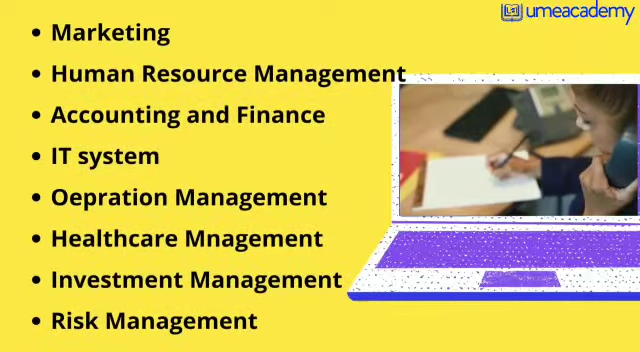 umeacademy
Marketing
Human Resource Management
Accounting and Finance
IT system
Oepration Management
Healthcare Mnagement
Investment Management
Risk Management